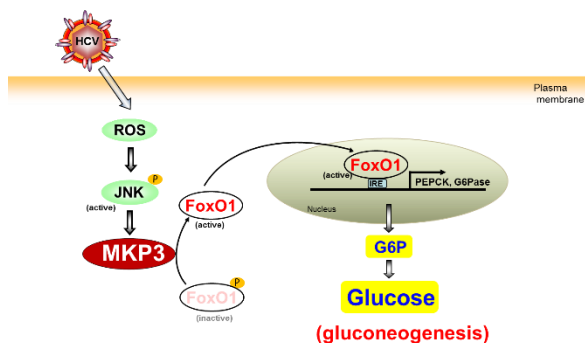 HCV
Plasma
membrane
ROS
P
JNK
(active)
MKP3
FoxO1
(active)
P
FoxO1
(inactive)
FoxO1
(active)
IRE
PEPCK, G6Pase
Nucleus
G6P
Glucose
(gluconeogenesis)